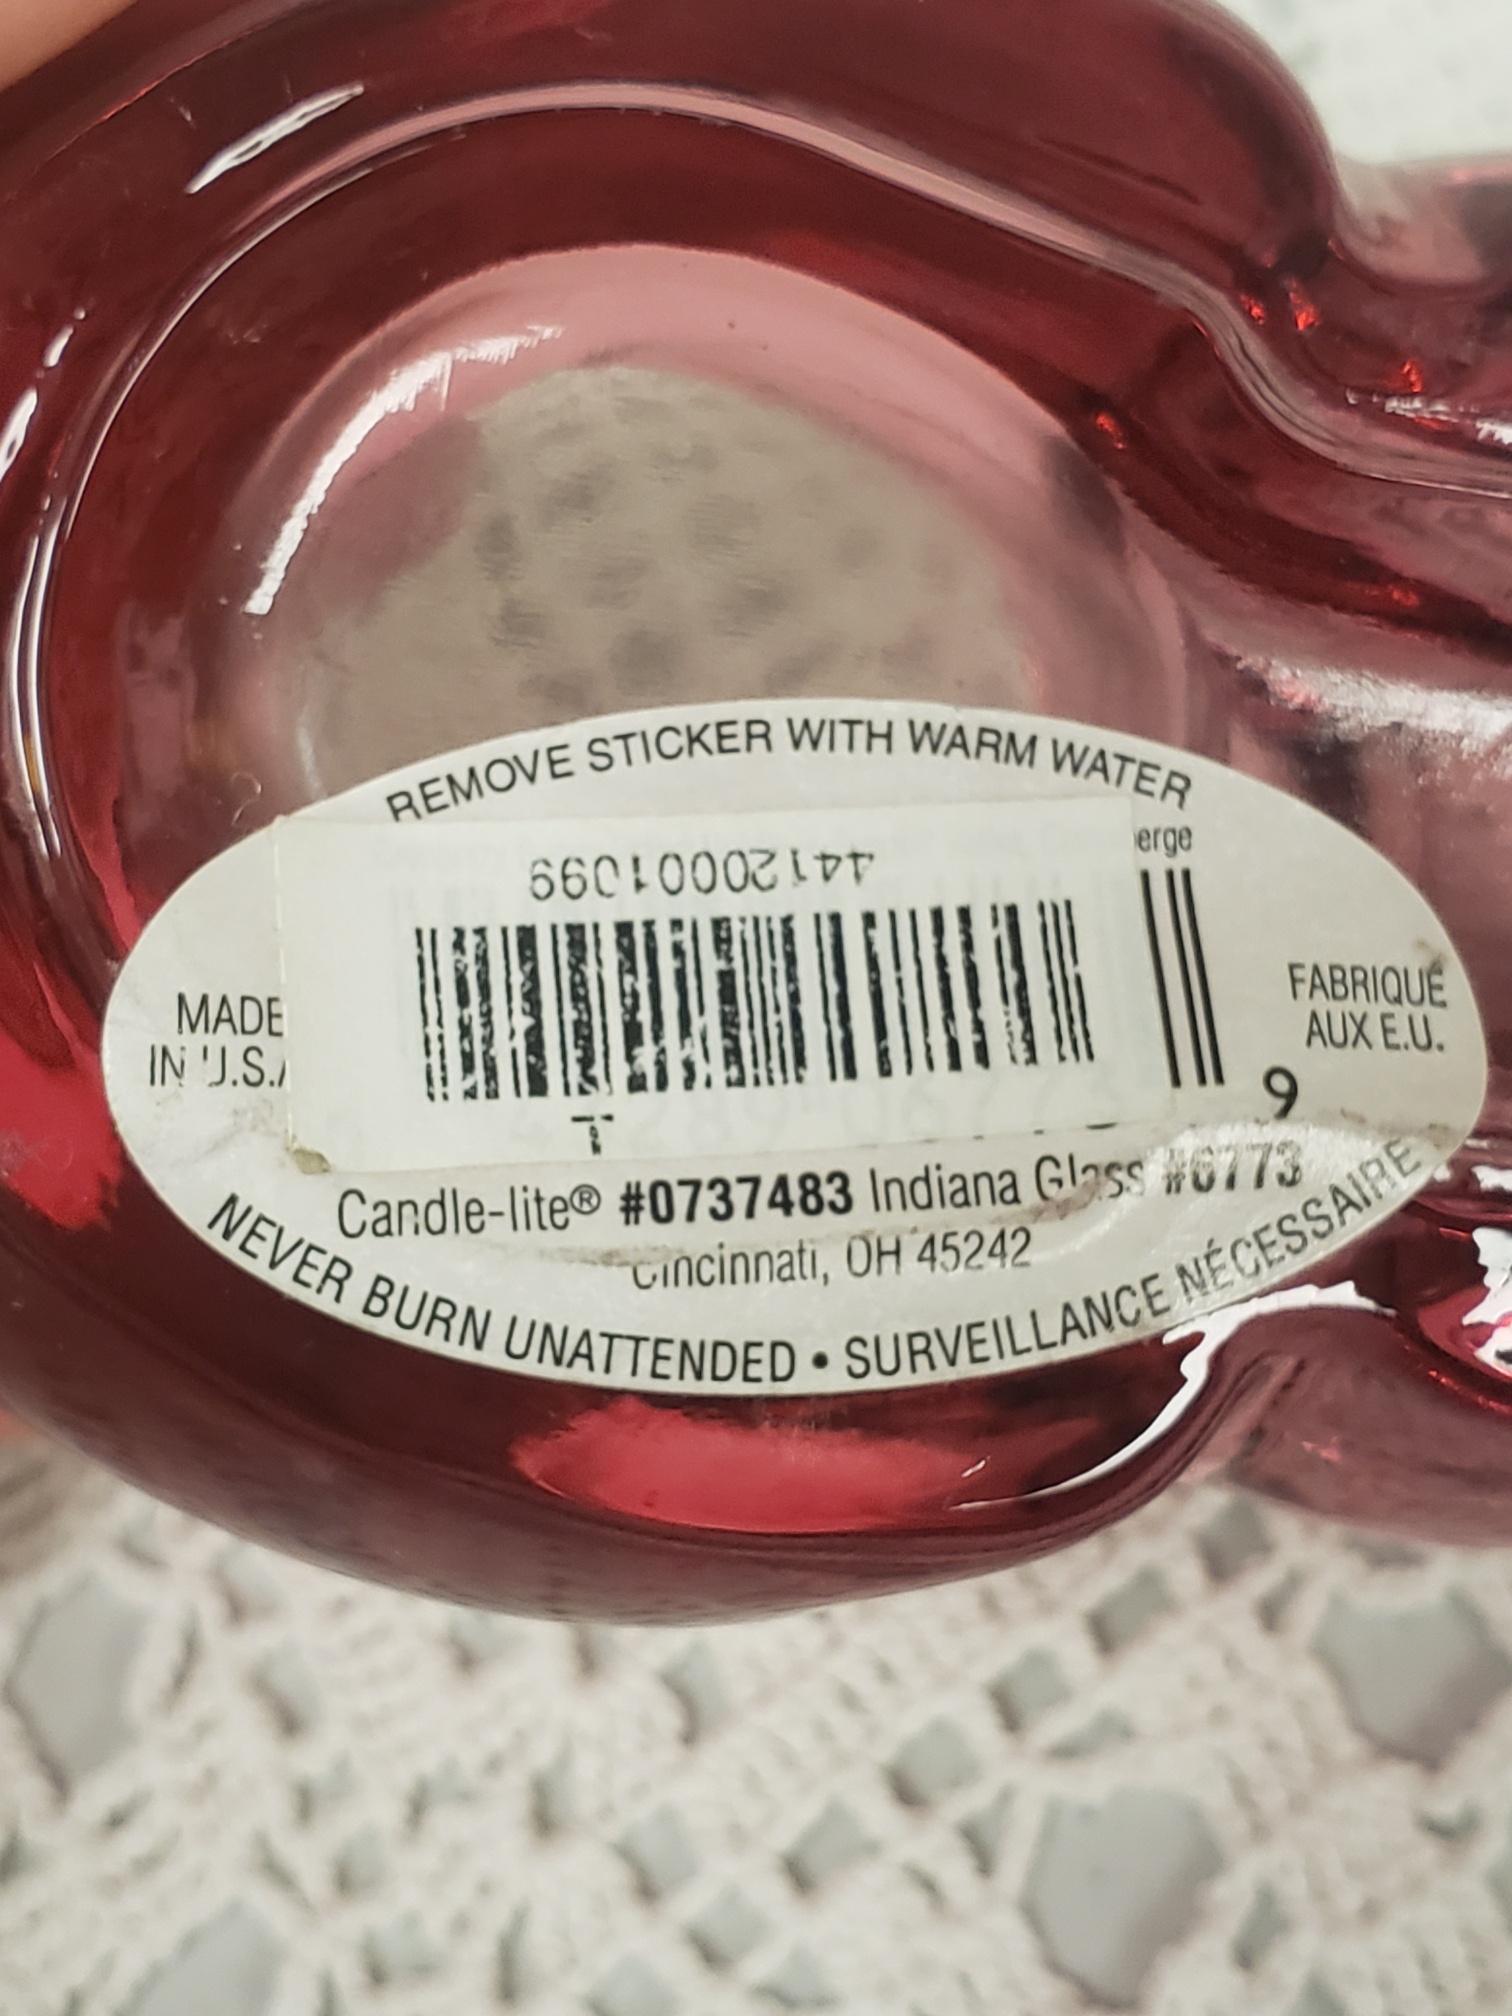 REMOVE STICKER WITH WARM WATER
erge
44120001099
MADE
IN U.S.A
FABRIQUÉ
AUX E.U.
9
Candle-lite® #0737483 Indiana Glass #6773
Cincinnati, OH 45242
NEVER BURN UNATTENDED • SURVEILLANCE NÉCESSAIRE